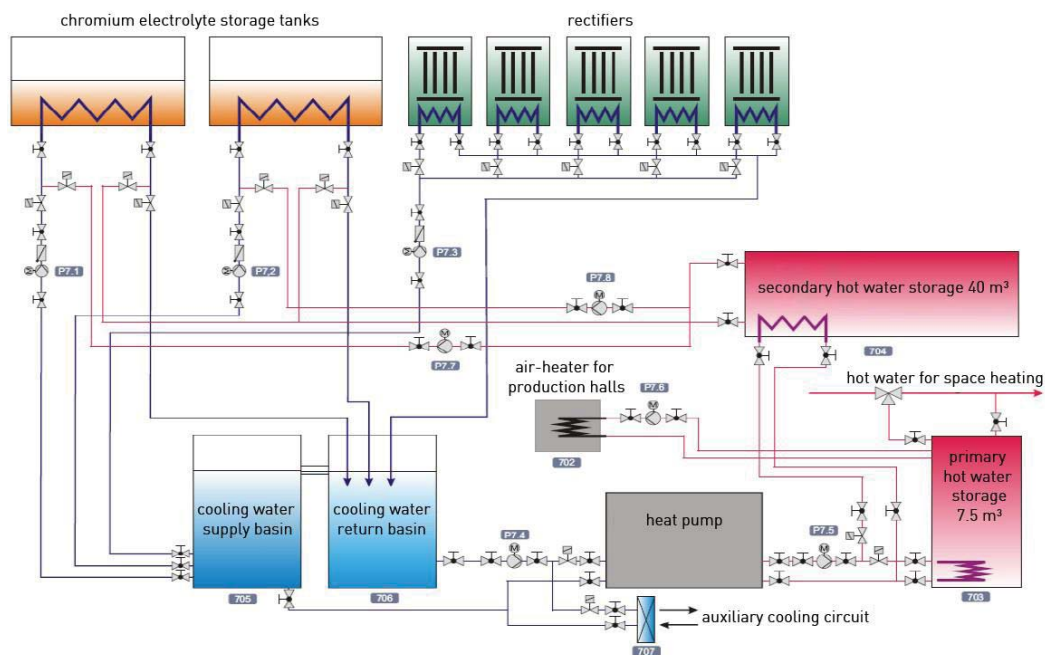 chromium electrolyte storage tanks
rectifiers
P7.1
P7.2
P7.3
P7.8
secondary hot water storage 40 m³
M
P7.7
M
704
air-heater for
production halls
P7.6
M
hot water for space heating
702
primary
hot water
storage
7.5 m³
cooling water
supply basin
cooling water
return basin
heat pump
P7.4
M
P7.5
M
705
706
703
auxiliary cooling circuit
707